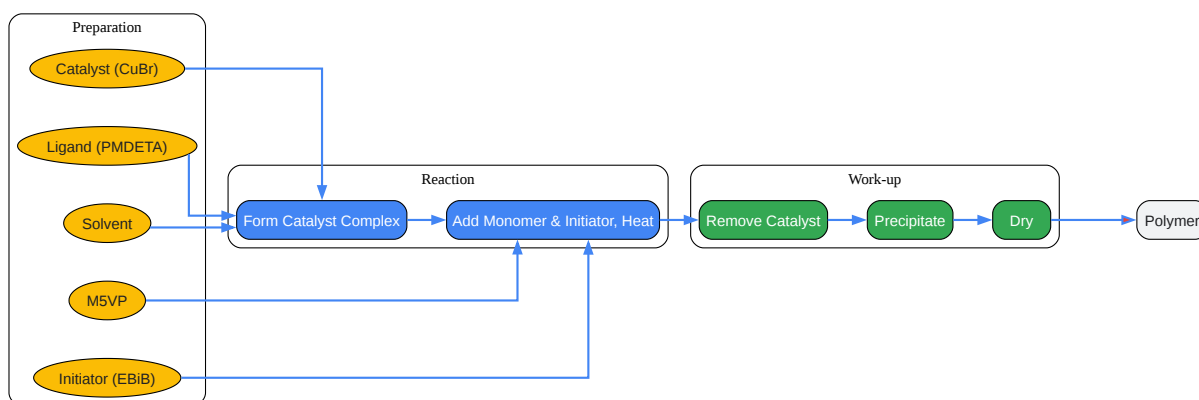 Preparation
Catalyst (CuBr)
Ligand (PMDETA)
Solvent
M5VP
Initiator (EBiB)
Reaction
Form Catalyst Complex
Add Monomer & Initiator, Heat
Work-up
Remove Catalyst
Precipitate
Dry
Polymer